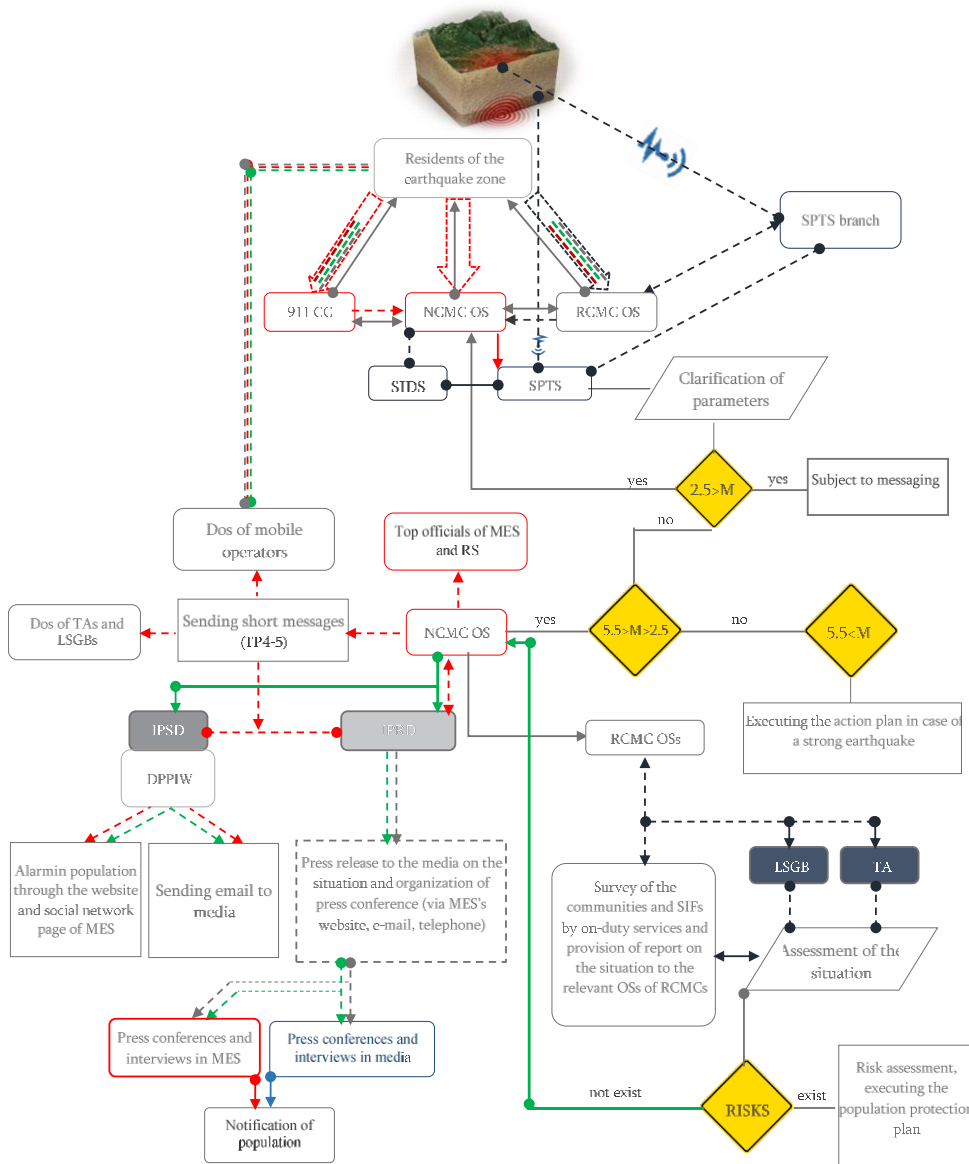 Residents of the
earthquake zone
SPTS branch
911 CC
NCMC OS
RCMC OS
SIDS
SPTS
Clarification of
parameters
yes
2.5>M
yes
Subject to messaging
no
Dos of mobile
operators
Top officials of MES
and RS
Dos of TAs and
LSGBs
Sending short messages
(TP4-5)
NCMC OS
yes
5.5>M>2.5
no
5.5<M
IPSD
DPPIW
RCMC OSs
Executing the action plan in case of
a strong earthquake
Alarmin population
through the website
and social network
page of MES
Sending email to
media
Press release to the media on the
situation and organization of
press conference (via MES's
website, e-mail, telephone)
LSGB
TA
Survey of the
communities and SIFs
by on-duty services and
provision of report on
the situation to the
relevant OSs of RCMCs
Assessment of the
situation
Press conferences and
interviews in MES
Press conferences and
interviews in media
not exist
RISKS
exist
Risk assessment,
executing the
population protection
plan
Notification of
population